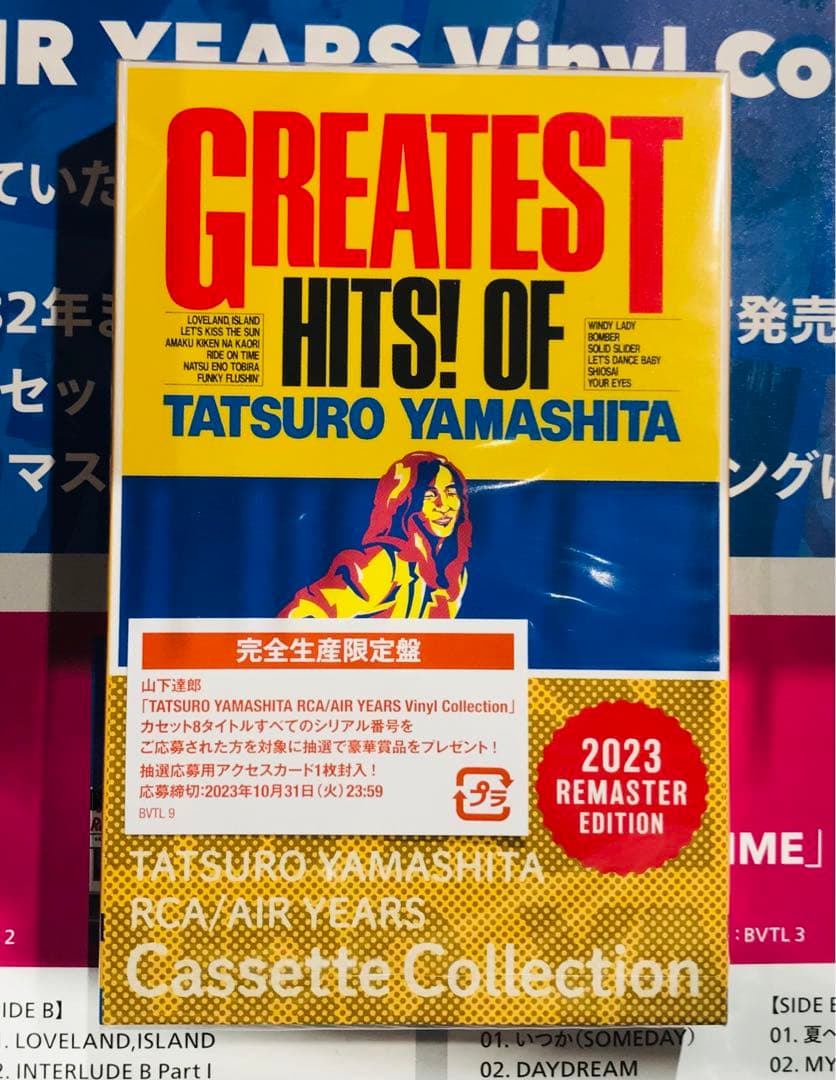 IR YEARS Vinyl Co
ていた
32年ま
て発売
セッ
マス
ングに
GREATEST
HITS! OF
LOVELAND, ISLAND
LET'S KISS THE SUN
AMAKU KIKEN NA KAORI
RIDE ON TIME
NATSU ENO TOBIRA
FUNKY FLUSHIN'
WINDY LADY
BOMBER
SOLID SLIDER
LET'S DANCE BABY
SHIOSAI
YOUR EYES
TATSURO YAMASHITA
完全生産限定盤
山下達郎
「TATSURO YAMASHITA RCA/AIR YEARS Vinyl Collection」
カセット8タイトルすべてのシリアル番号を
ご応募された方を対象に抽選で豪華賞品をプレゼント!
抽選応募用アクセスカード1枚封入!
応募締切:2023年10月31日(火)23:59
BVTL 9
プラ
2023
REMASTER
EDITION
TATSURO YAMASHITA
RCA/AIR YEARS
Cassette Collection
IME」
2
: BVTL 3
SIDE B】
1. LOVELAND,ISLAND
2. INTERLUDE B Part I
01. いつか(SOMEDAY)
02. DAYDREAM
【SIDE B
01. 夏へ
02. MY